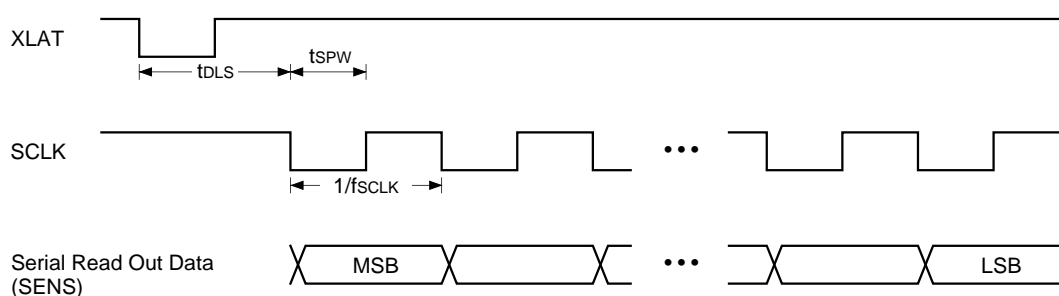 XLAT
tDLS
tSPW
SCLK
•••
1/fSCLK
Serial Read Out Data
(SENS)
MSB
•••
LSB